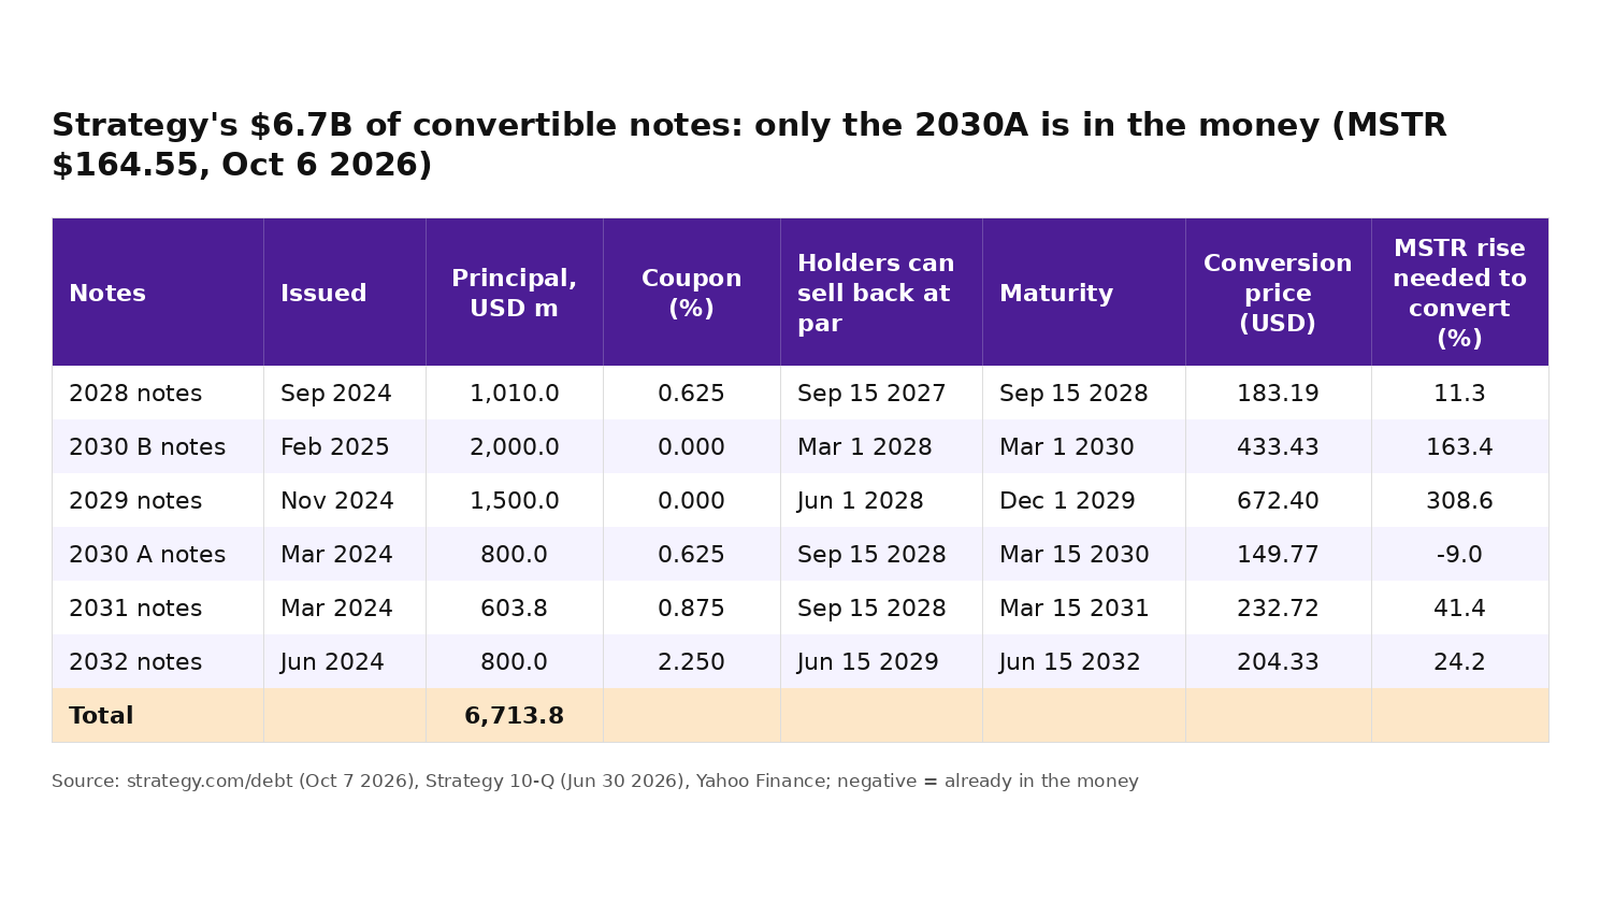 Strategy's $6.7B of convertible notes: only the 2030A is in the money (MSTR
$164.55, Oct 6 2026)
Notes Issued Principal, USD m Coupon (%) Holders can sell back at par Maturity Conversion price (USD) MSTR rise needed to convert (%)
2028 notes Sep 2024 1,010.0 0.625 Sep 15 2027 Sep 15 2028 183.19 11.3
2030 B notes Feb 2025 2,000.0 0.000 Mar 1 2028 Mar 1 2030 433.43 163.4
2029 notes Nov 2024 1,500.0 0.000 Jun 1 2028 Dec 1 2029 672.40 308.6
2030 A notes Mar 2024 800.0 0.625 Sep 15 2028 Mar 15 2030 149.77 -9.0
2031 notes Mar 2024 603.8 0.875 Sep 15 2028 Mar 15 2031 232.72 41.4
2032 notes Jun 2024 800.0 2.250 Jun 15 2029 Jun 15 2032 204.33 24.2
Total 6,713.8
Source: strategy.com/debt (Oct 7 2026), Strategy 10-Q (Jun 30 2026), Yahoo Finance; negative = already in the money